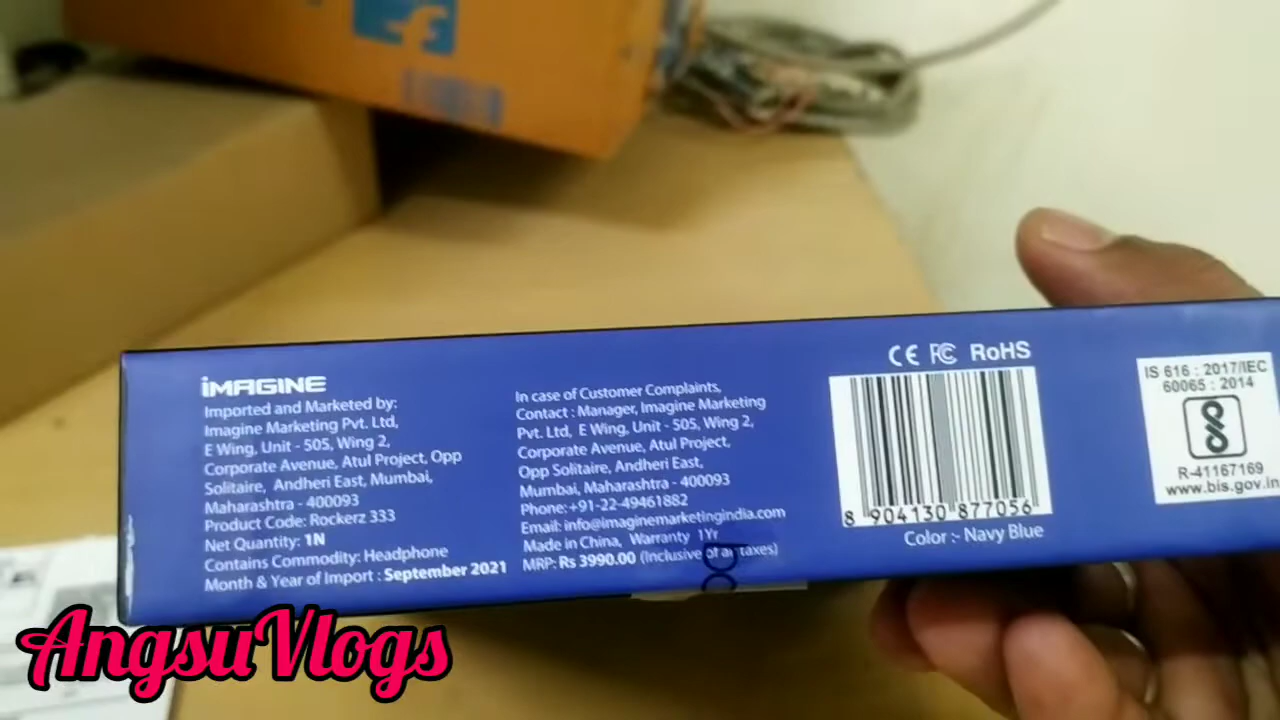 iMAGINE
Imported and Marketed by:
Imagine Marketing Pvt. Ltd,
E Wing, Unit - 505, Wing 2,
Corporate Avenue, Atul Project, Opp
Solitaire, Andheri East, Mumbai,
Maharashtra - 400093
Product Code: Rockerz 333
Net Quantity: 1N
Contains Commodity: Headphone
Month & Year of Import : September 2021
In case of Customer Complaints,
Contact : Manager, Imagine Marketing
Pvt. Ltd, E Wing, Unit - 505, Wing 2,
Corporate Avenue, Atul Project,
Opp Solitaire, Andheri East,
Mumbai, Maharashtra - 400093
Phone:+91-22-49461882
Email: info@imaginemarketingindia.com
Made in China, Warranty 1Yr
MRP: Rs 3990.00 (Inclusive of all taxes)
CE FC RoHS
8 904130 877056
Color :- Navy Blue
IS 616 : 2017/IEC
60065 : 2014
R-41167169
www.bis.gov.in
AngsuVlogs